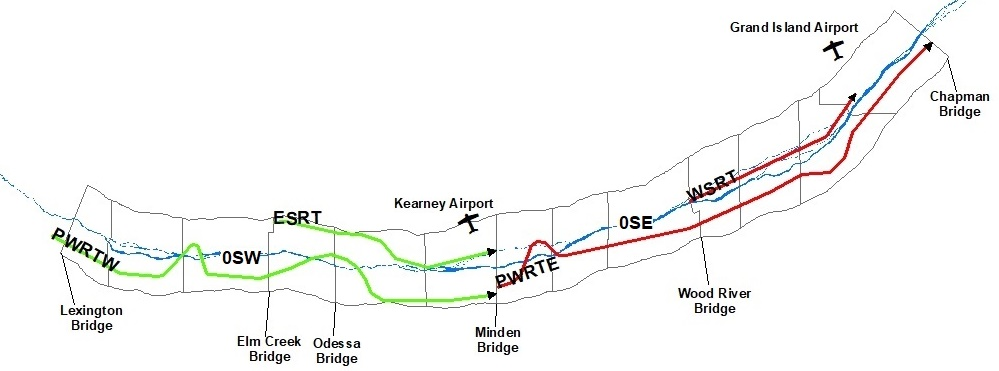 Grand Island Airport
Chapman
Bridge
WSRT
Kearney Airport
ESRT
0SE
PWRTW
0SW
PWRTE
Lexington
Bridge
Wood River
Bridge
Elm Creek
Bridge
Odessa
Bridge
Minden
Bridge